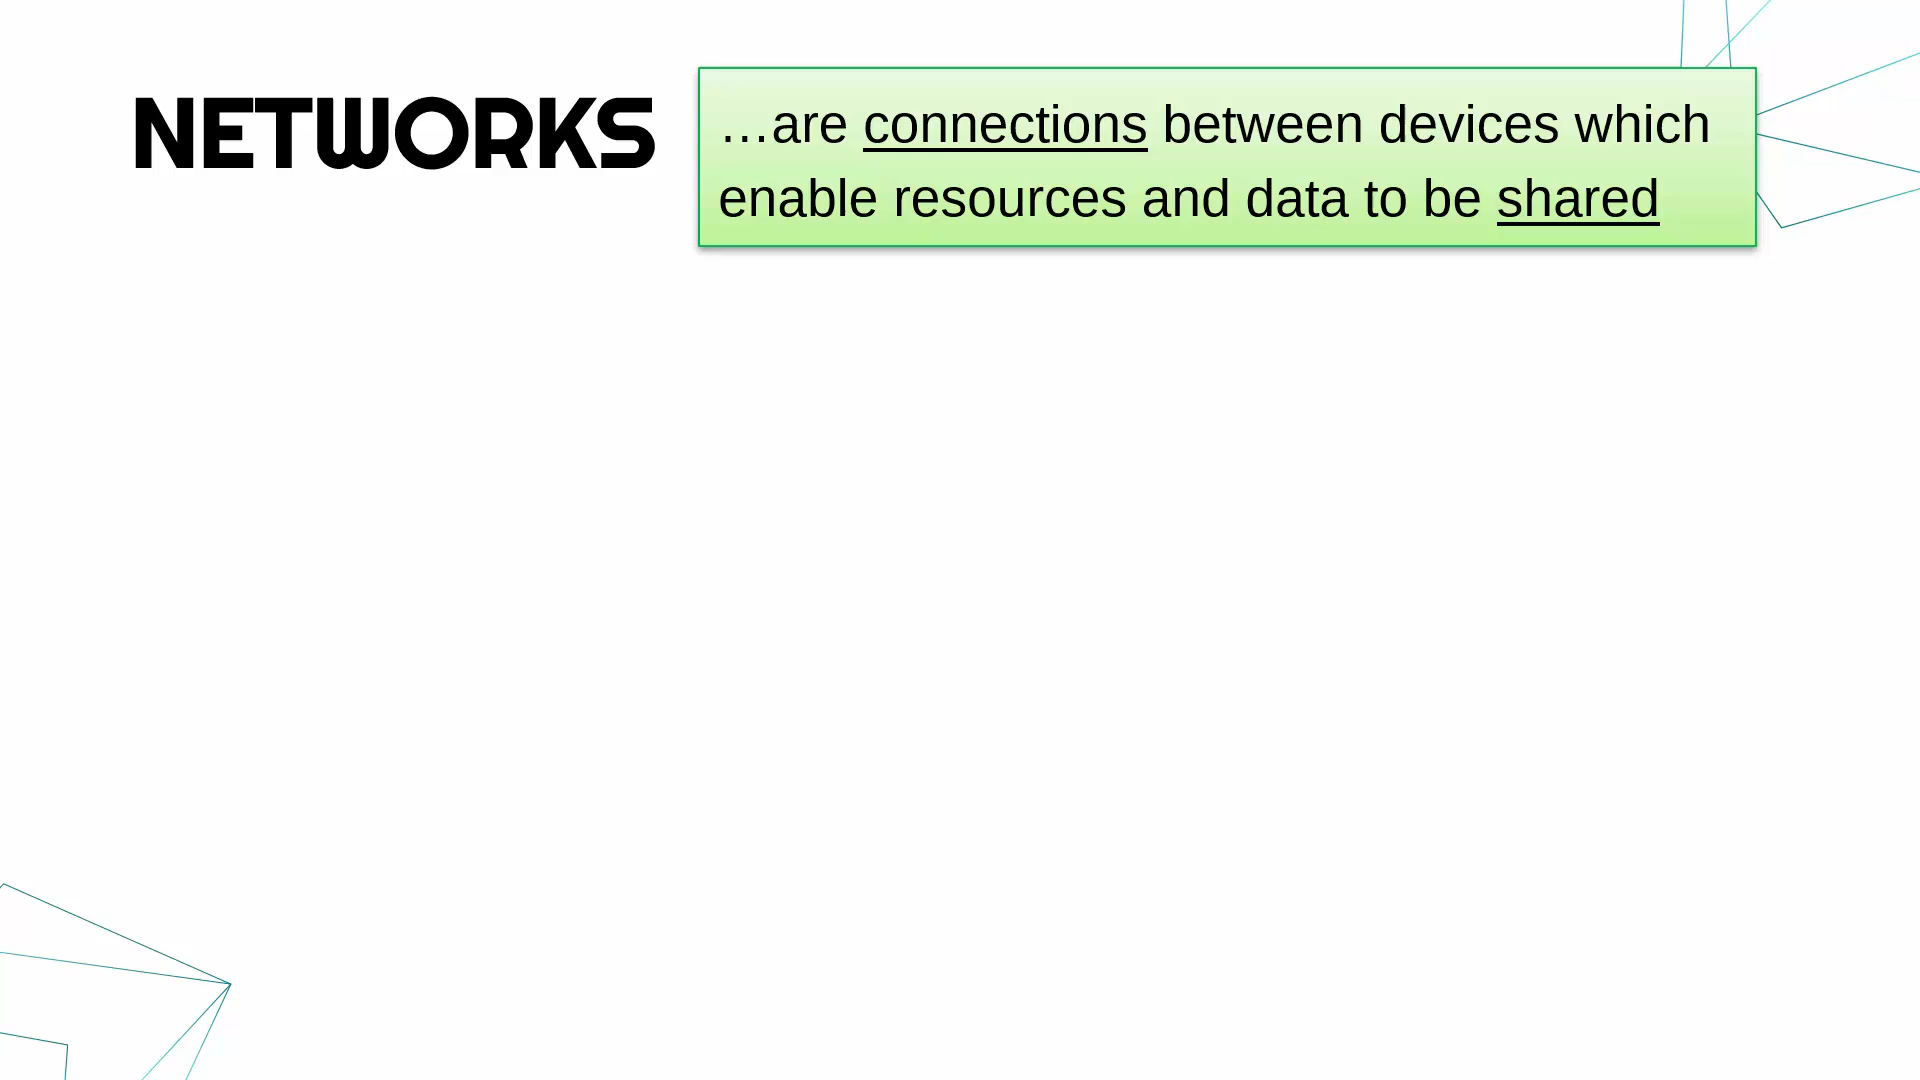 NETWORKS
…are connections between devices which
enable resources and data to be shared